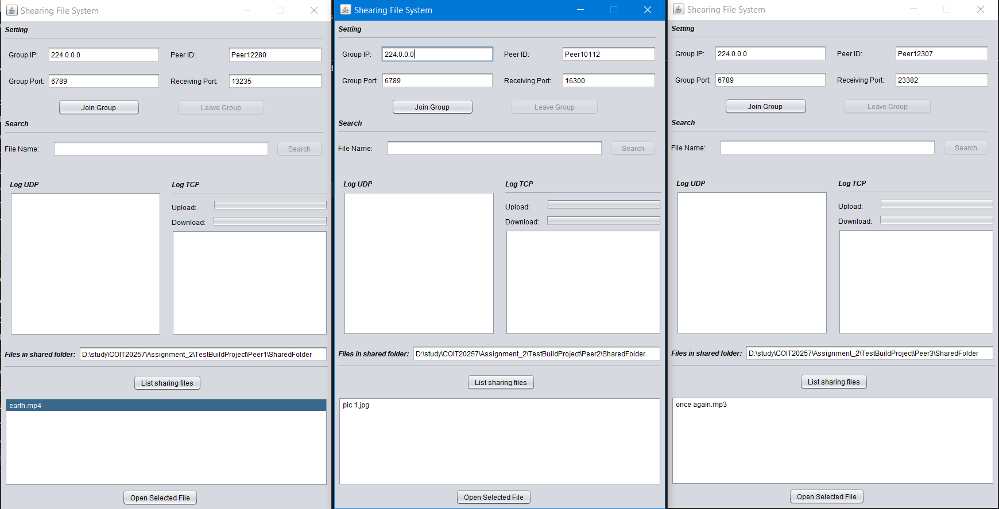 Shearing File System
Setting
Group IP: 224.0.0.0 Peer ID: Peer12280
Group Port: 6789 Receiving Port: 13235
Join Group Leave Group
Search
File Name: Search
Log UDP Log TCP
Upload:
Download:
Files in shared folder: D:\study\COIT20257\Assignment_2\TestBuildProject\Peer1\SharedFolder
List sharing files
earth.mp4
Open Selected File
Shearing File System
Setting
Group IP: 224.0.0.0 Peer ID: Peer10112
Group Port: 6789 Receiving Port: 16300
Join Group Leave Group
Search
File Name: Search
Log UDP Log TCP
Upload:
Download:
Files in shared folder: D:\study\COIT20257\Assignment_2\TestBuildProject\Peer2\SharedFolder
List sharing files
pic 1.jpg
Open Selected File
Shearing File System
Setting
Group IP: 224.0.0.0 Peer ID: Peer12307
Group Port: 6789 Receiving Port: 23382
Join Group Leave Group
Search
File Name: Search
Log UDP Log TCP
Upload:
Download:
Files in shared folder: D:\study\COIT20257\Assignment_2\TestBuildProject\Peer3\SharedFolder
List sharing files
once again.mp3
Open Selected File